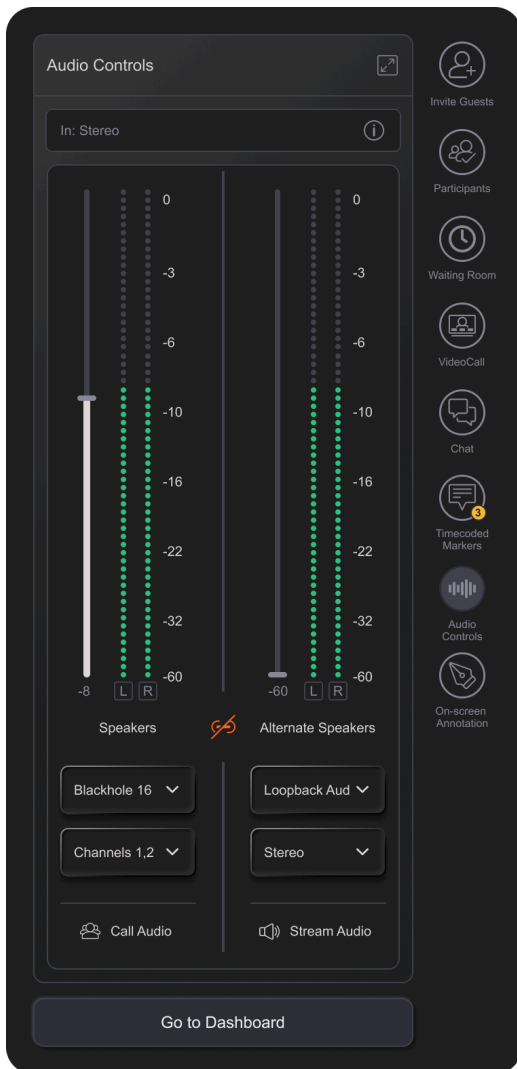 Audio Controls
In: Stereo
0
-3
-6
-10
-16
-22
-32
-60
-8
L R
Speakers
0
-3
-6
-10
-16
-22
-32
-60
-60
L R
Alternate Speakers
Blackhole 16
Channels 1,2
Call Audio
Loopback Aud
Stereo
Stream Audio
Go to Dashboard
Invite Guests
Participants
Waiting Room
VideoCall
Chat
3
Timecoded
Markers
Audio
Controls
On-screen
Annotation